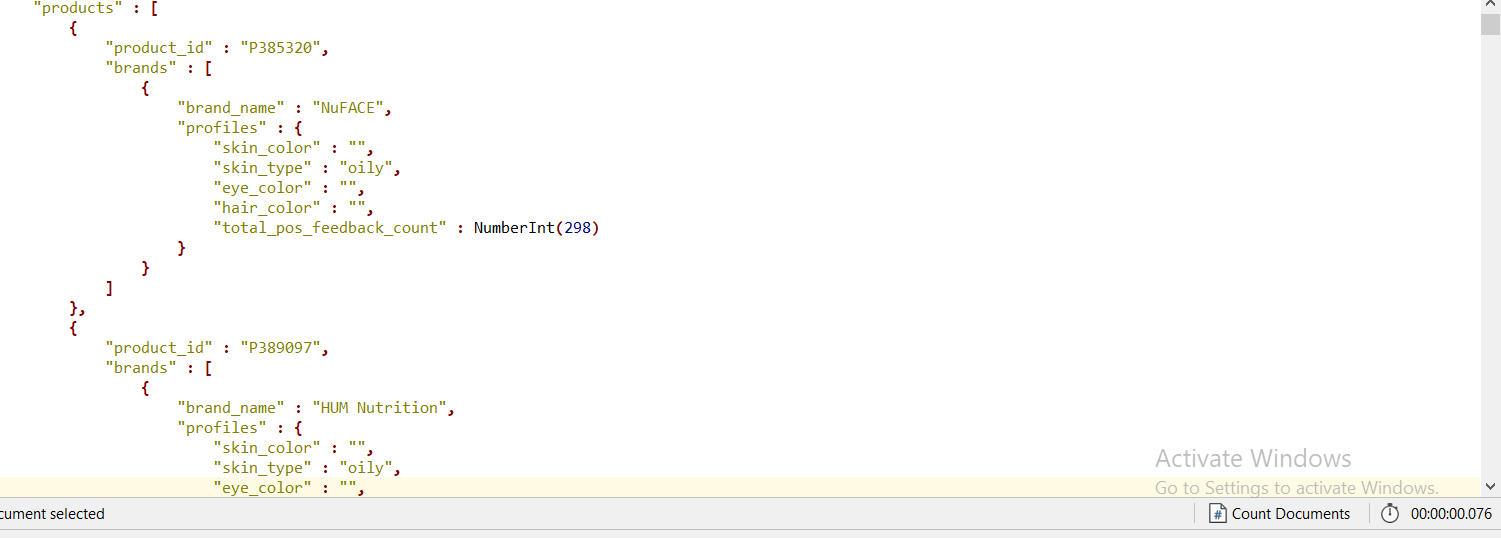 "products" : [
{
"product_id" : "P385320",
"brands" : [
{
"brand_name" : "NuFACE",
"profiles" : {
"skin_color" : "",
"skin_type" : "oily",
"eye_color" : "",
"hair_color" : "",
"total_pos_feedback_count" : NumberInt(298)
}
}
]
},
{
"product_id" : "P389097",
"brands" : [
{
"brand_name" : "HUM Nutrition",
"profiles" : {
"skin_color" : "",
"skin_type" : "oily",
"eye_color" : "",
Activate Windows
Go to Settings to activate Windows.
cument selected
# Count Documents
00:00:00.076